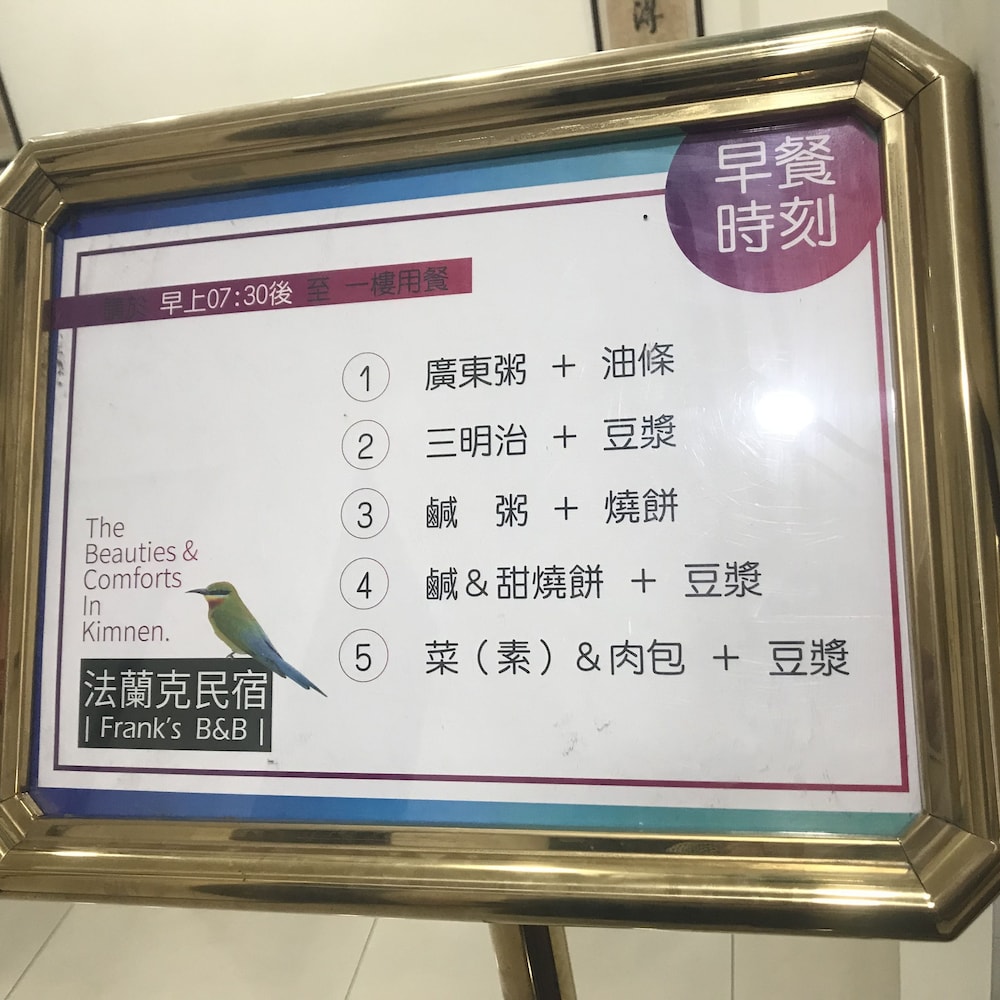 早餐
時刻
請於 早上07:30後 至 一樓用餐
1 廣東粥 + 油條
2 三明治 + 豆漿
3 鹹 粥 + 燒餅
4 鹹&甜燒餅 + 豆漿
5 菜(素)&肉包 + 豆漿
The
Beauties &
Comforts
In
Kimnen.
法蘭克民宿
| Frank's B&B |